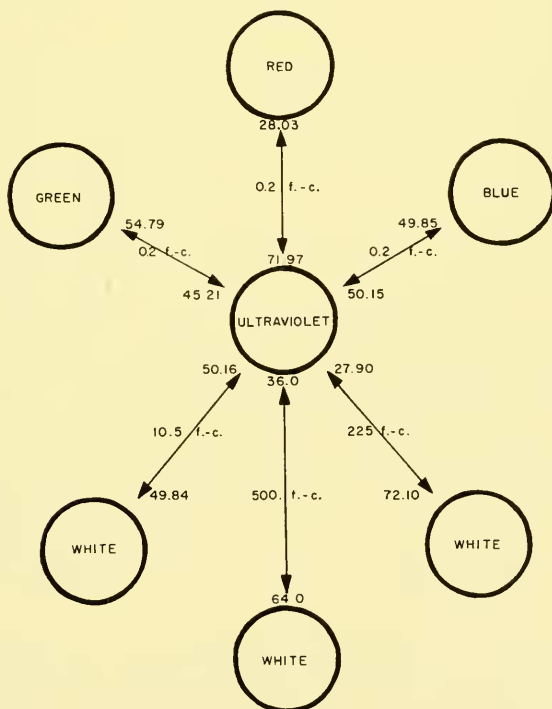 RED
28.03
GREEN
BLUE
54.79
0.2 f.-c.
49.85
0.2 f.-c.
0.2 f.-c.
71.97
45 21
50.15
ULTRAVIOLET
50.16
36.0
27.90
10.5 f.-c.
225 f.-c.
49.84
500. f.-c.
72.10
WHITE
WHITE
64 0
WHITE